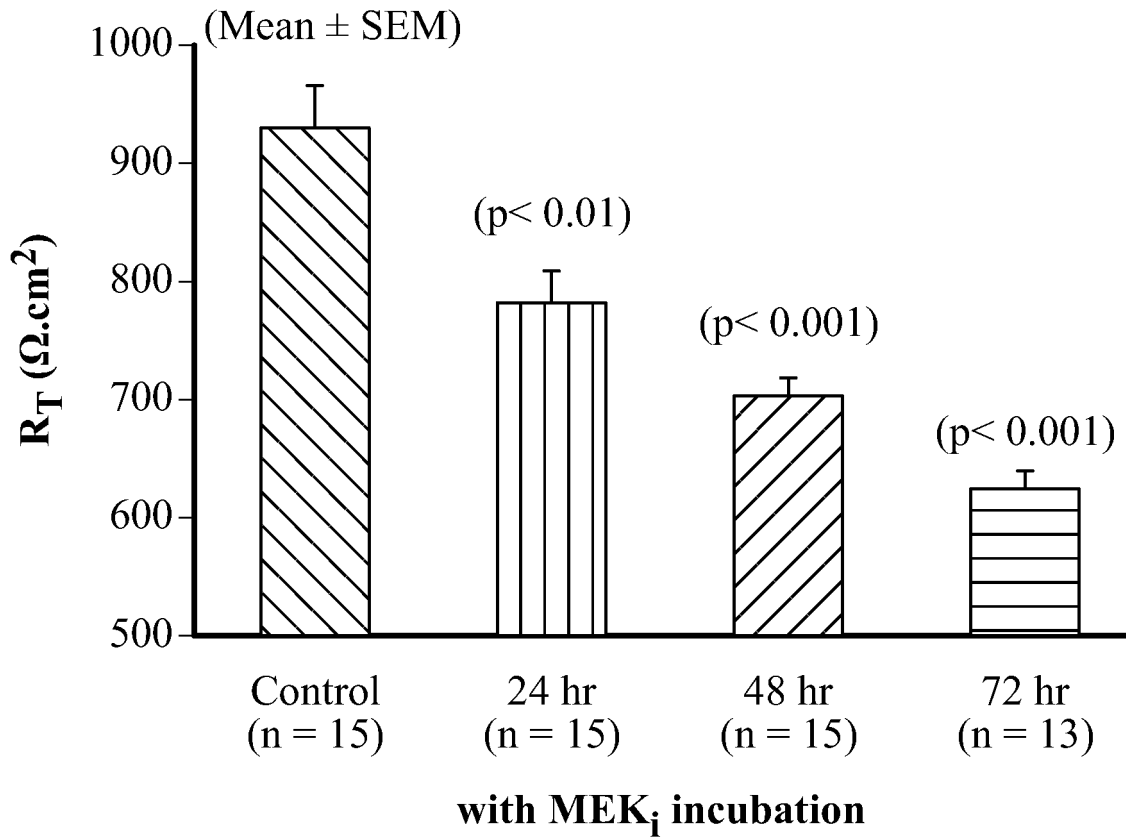 (Mean ± SEM)
1000
900
800
700
600
500
R_T (Ω.cm²)
(p< 0.01)
(p< 0.001)
(p< 0.001)
Control
(n = 15)
24 hr
(n = 15)
48 hr
(n = 15)
72 hr
(n = 13)
with MEK_i incubation